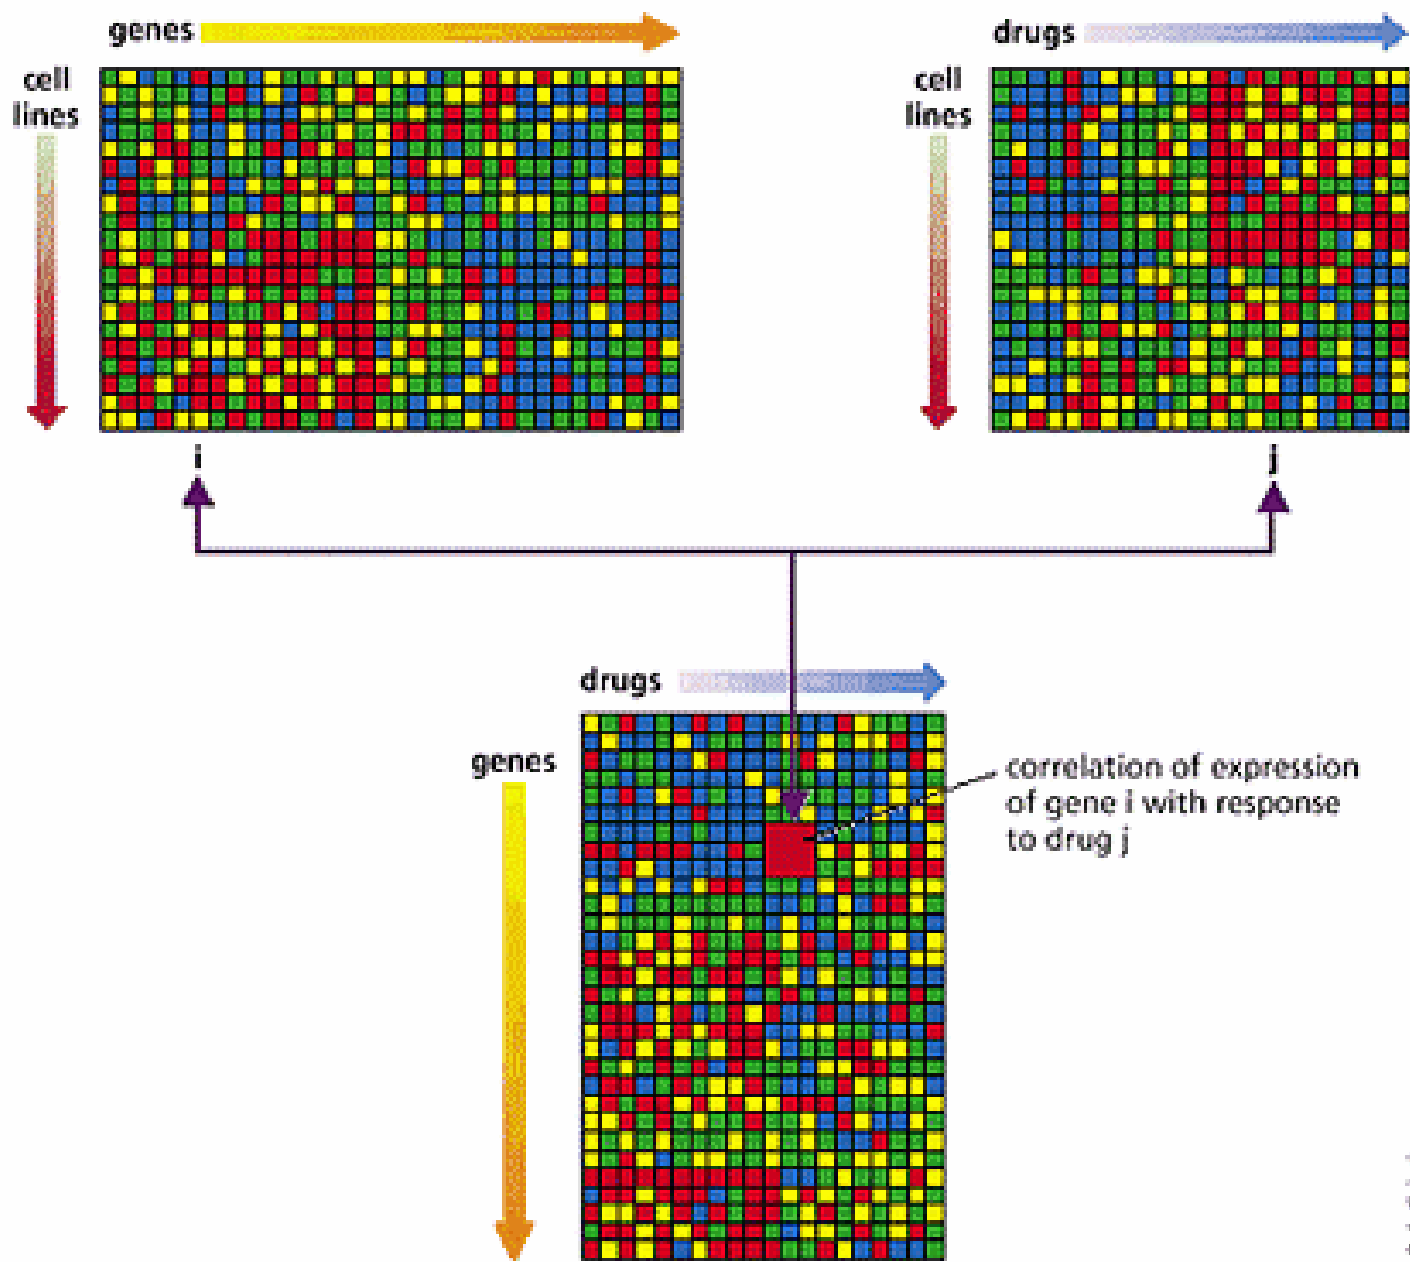 genes
cell
lines
drugs
cell
lines
i
j
drugs
genes
correlation of expression
of gene i with response
to drug j